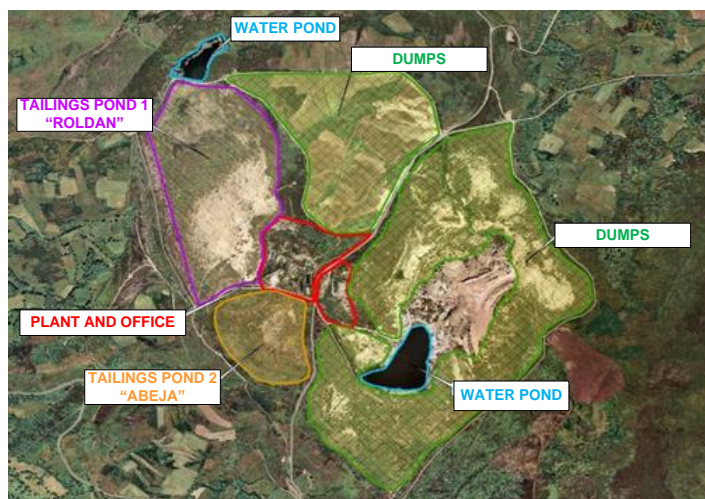 WATER POND
DUMPS
TAILINGS POND 1
“ROLDAN”
DUMPS
PLANT AND OFFICE
TAILINGS POND 2
“ABEJA”
WATER POND